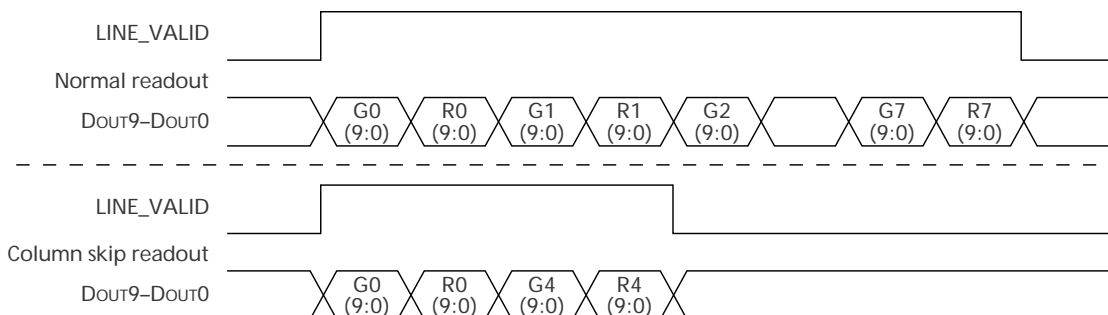 LINE_VALID
Normal readout
DOUT9–DOUT0
G0 (9:0) R0 (9:0) G1 (9:0) R1 (9:0) G2 (9:0) G7 (9:0) R7 (9:0)
LINE_VALID
Column skip readout
DOUT9–DOUT0
G0 (9:0) R0 (9:0) G4 (9:0) R4 (9:0)